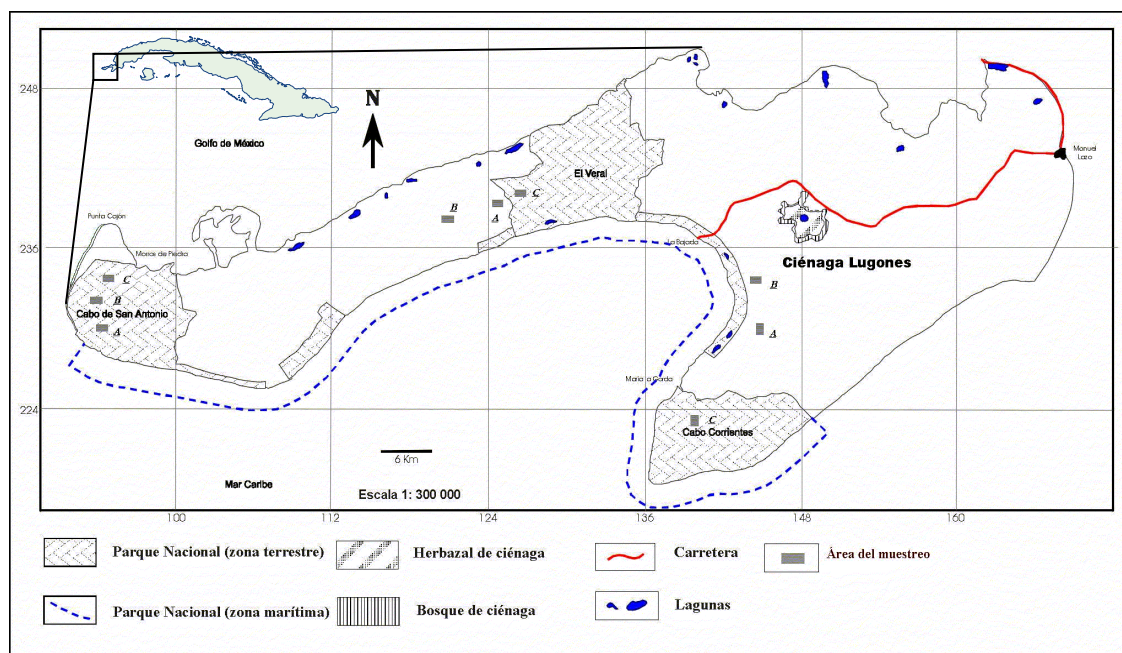 248
N
Golfo de México
Manuel
Lazo
El Veral
C
B
A
Punta Cajón
236
Monos de Piedra
La Bajada
Ciénaga Lugones
C
B
Cabo de San Antonio
A
B
A
María la Gorda
224
C
Cabo Corrientes
6 Km
Mar Caribe
Escala 1: 300 000
100
112
124
136
148
160
Parque Nacional (zona terrestre)
Herbazal de ciénaga
Carretera
Área del muestreo
Parque Nacional (zona marítima)
Bosque de ciénaga
Lagunas